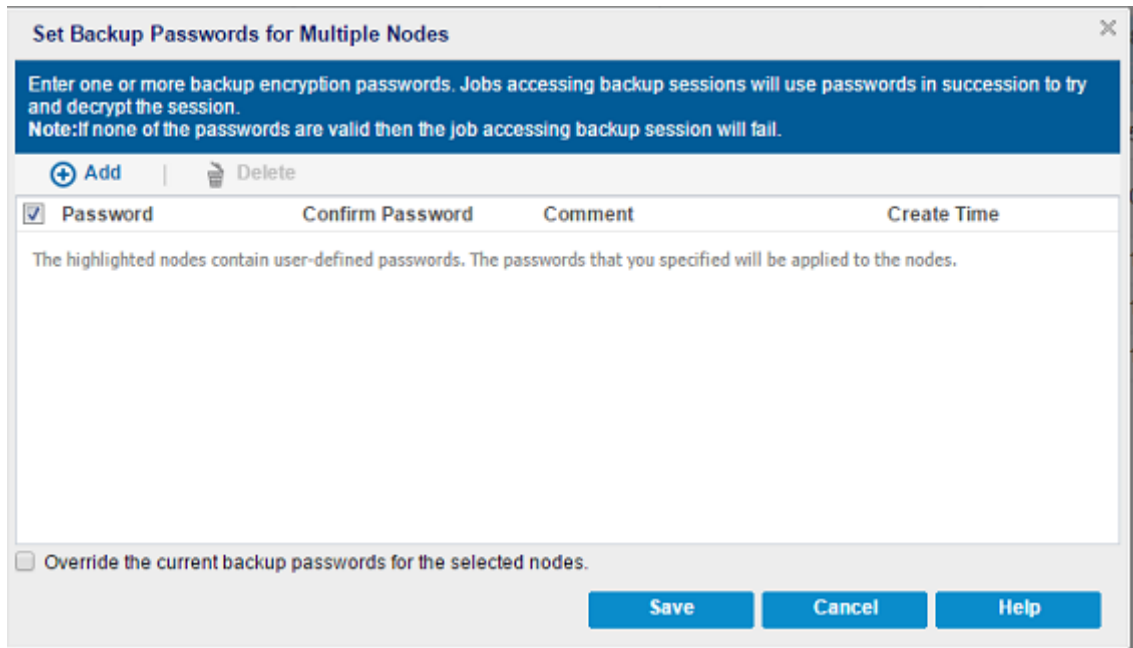 Set Backup Passwords for Multiple Nodes
Enter one or more backup encryption passwords. Jobs accessing backup sessions will use passwords in succession to try
and decrypt the session.
Note:If none of the passwords are valid then the job accessing backup session will fail.
Add | Delete
Password Confirm Password Comment Create Time
The highlighted nodes contain user-defined passwords. The passwords that you specified will be applied to the nodes.
Override the current backup passwords for the selected nodes.
Save Cancel Help